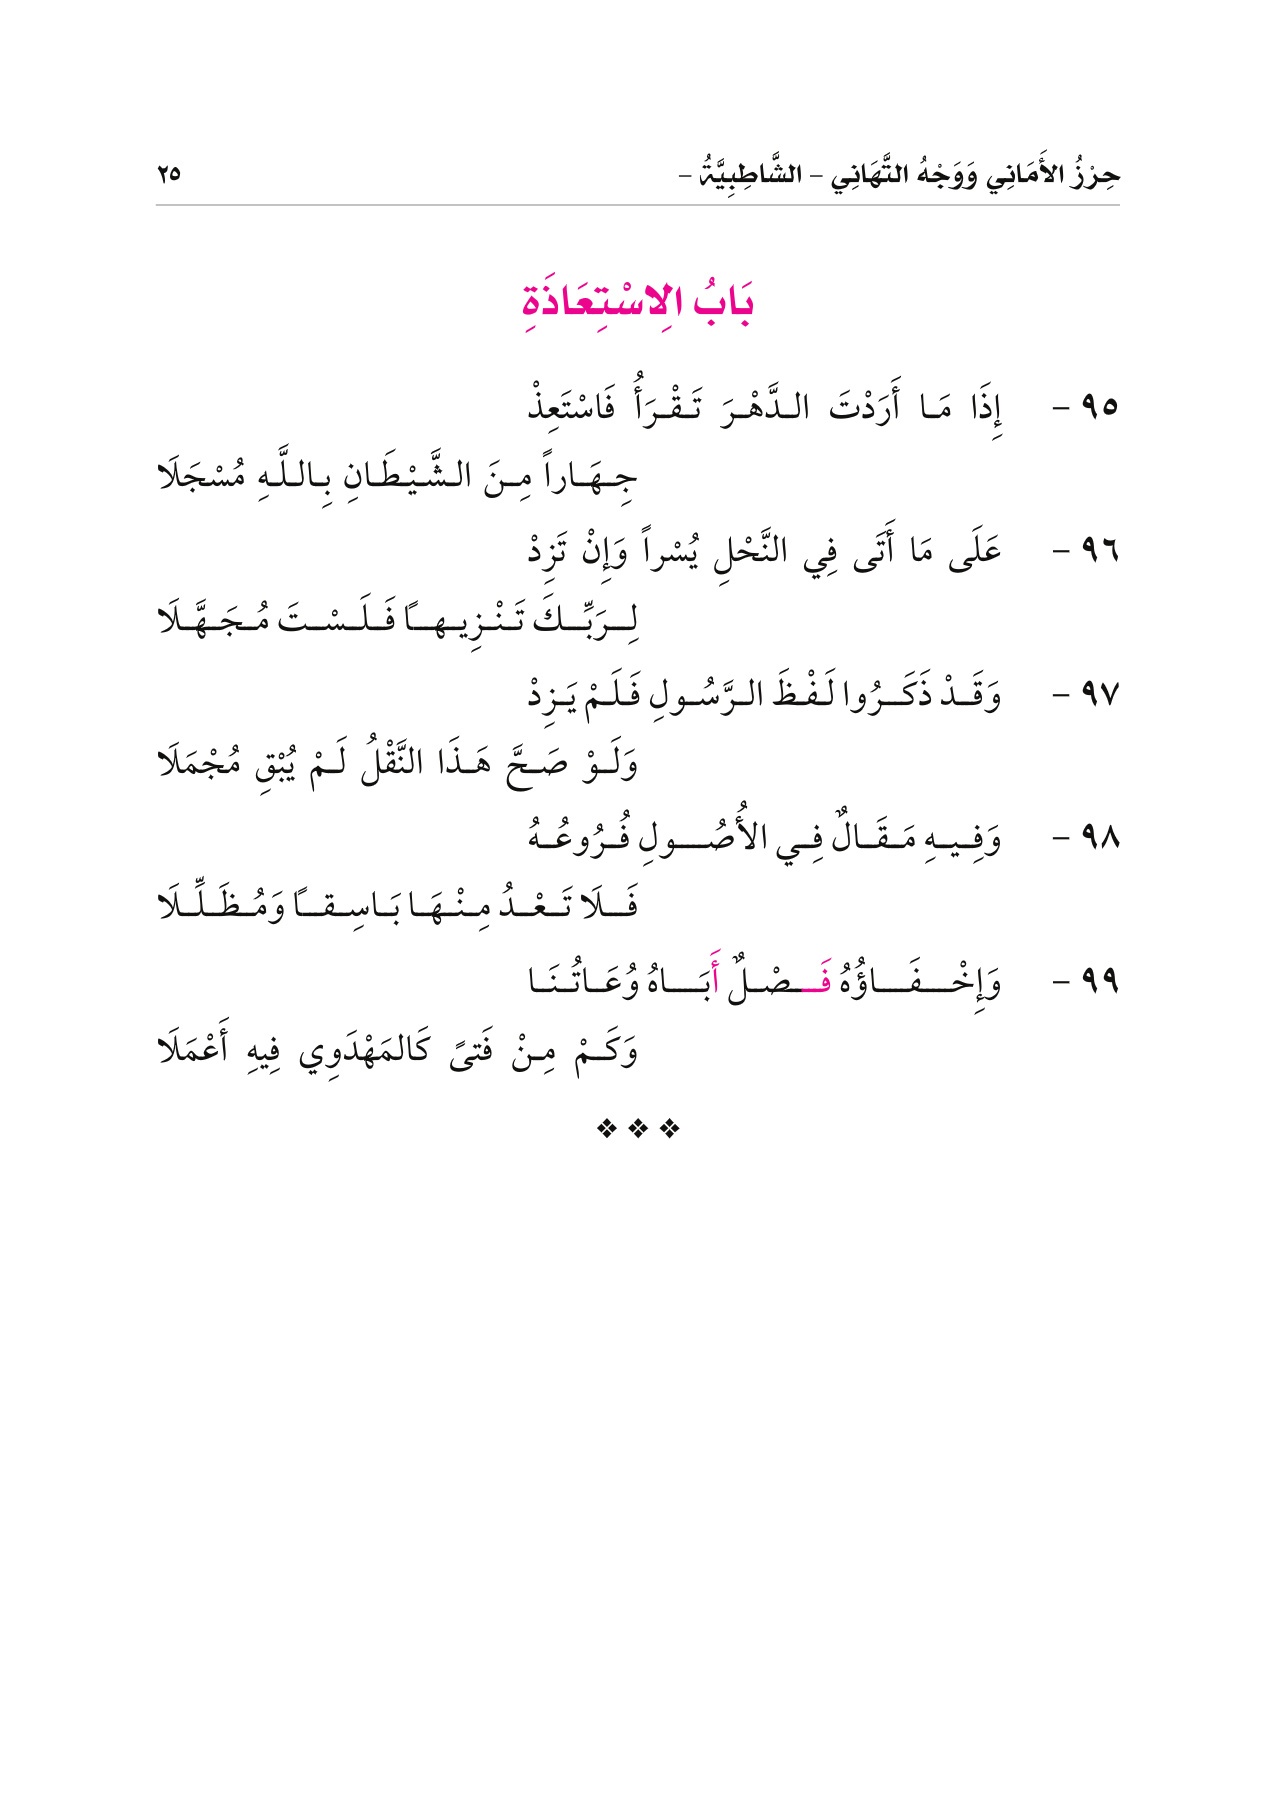 حِرْزُ الأَمَانِي وَوَجْهُ التَّهَانِي – الشَّاطِبِيَّةُ – ٢٥
بَابُ الِاسْتِعَاذَةِ
٩٥ – إِذَا مَا أَرَدْتَ الدَّهْرَ تَقْرَأُ فَاسْتَعِذْ
جِهَاراً مِنَ الشَّيْطَانِ بِاللَّهِ مُسْجَلَا
٩٦ – عَلَى مَا أَتَى فِي النَّحْلِ يُسْراً وَإِنْ تَزِدْ
لِرَبِّكَ تَنْزِيهاً فَلَسْتَ مُجَهَّلَا
٩٧ – وَقَدْ ذَكَرُوا لَفْظَ الرَّسُولِ فَلَمْ يَزِدْ
وَلَوْ صَحَّ هَذَا النَّقْلُ لَمْ يُبْقِ مُجْمَلَا
٩٨ – وَفِيهِ مَقَالٌ فِي الأُصُولِ فُرُوعُهُ
فَلَا تَعْدُ مِنْهَا بَاسِقاً وَمُظَلِّلَا
٩٩ – وَإِخْفَاؤُهُ فَصْلٌ أَبَاهُ وُعَاتُنَا
وَكَمْ مِنْ فَتىً كَالمَهْدَوِي فِيهِ أَعْمَلَا